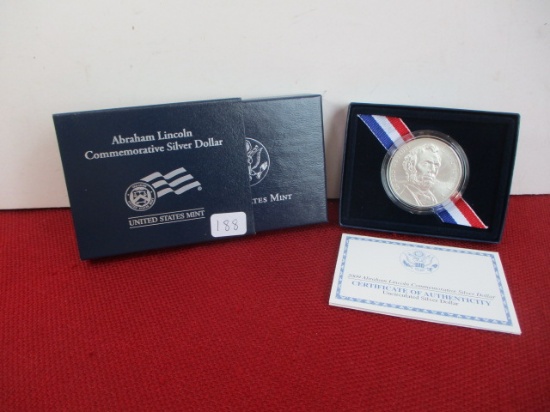 Abraham Lincoln
Commemorative Silver Dollar
UNITED STATES MINT
188
TES MINT
2009 Abraham Lincoln Commemorative Silver Dollar
CERTIFICATE OF AUTHENTICITY
Uncirculated Silver Dollar